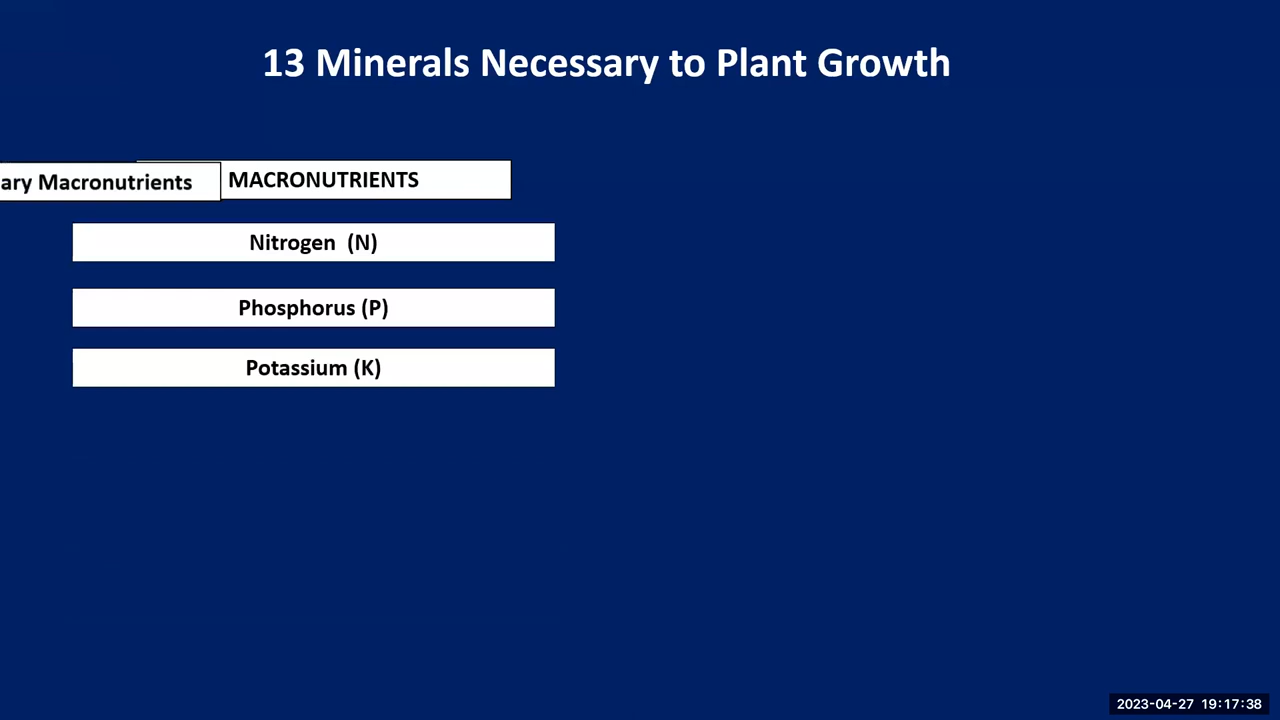 13 Minerals Necessary to Plant Growth
ary Macronutrients
MACRONUTRIENTS
Nitrogen (N)
Phosphorus (P)
Potassium (K)
2023-04-27 19:17:38